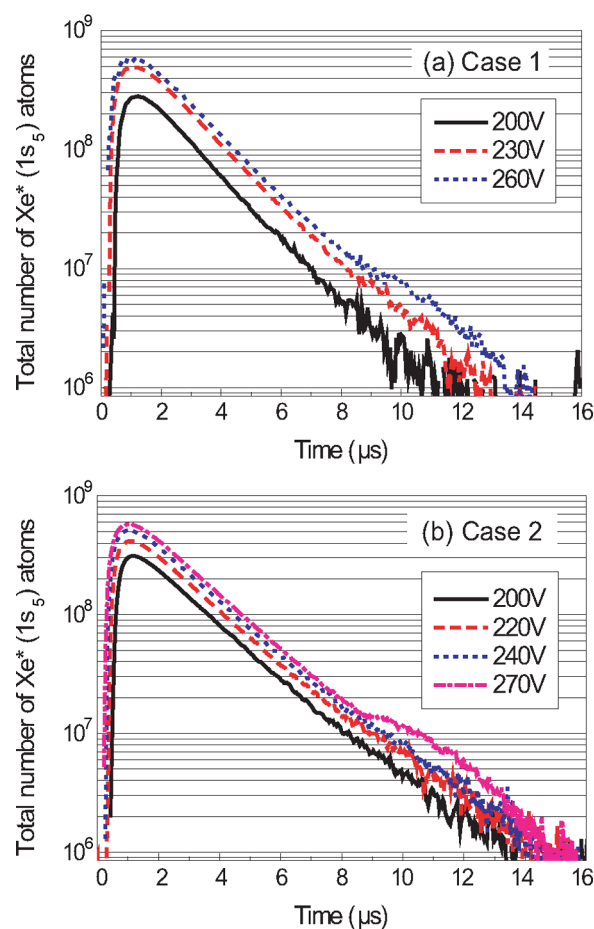 Total number of Xe* (1s₅) atoms
10⁹
10⁸
10⁷
10⁶
(a) Case 1
200V
230V
260V
0 2 4 6 8 10 12 14 16
Time (µs)
Total number of Xe* (1s₅) atoms
10⁹
10⁸
10⁷
10⁶
(b) Case 2
200V
220V
240V
270V
0 2 4 6 8 10 12 14 16
Time (µs)